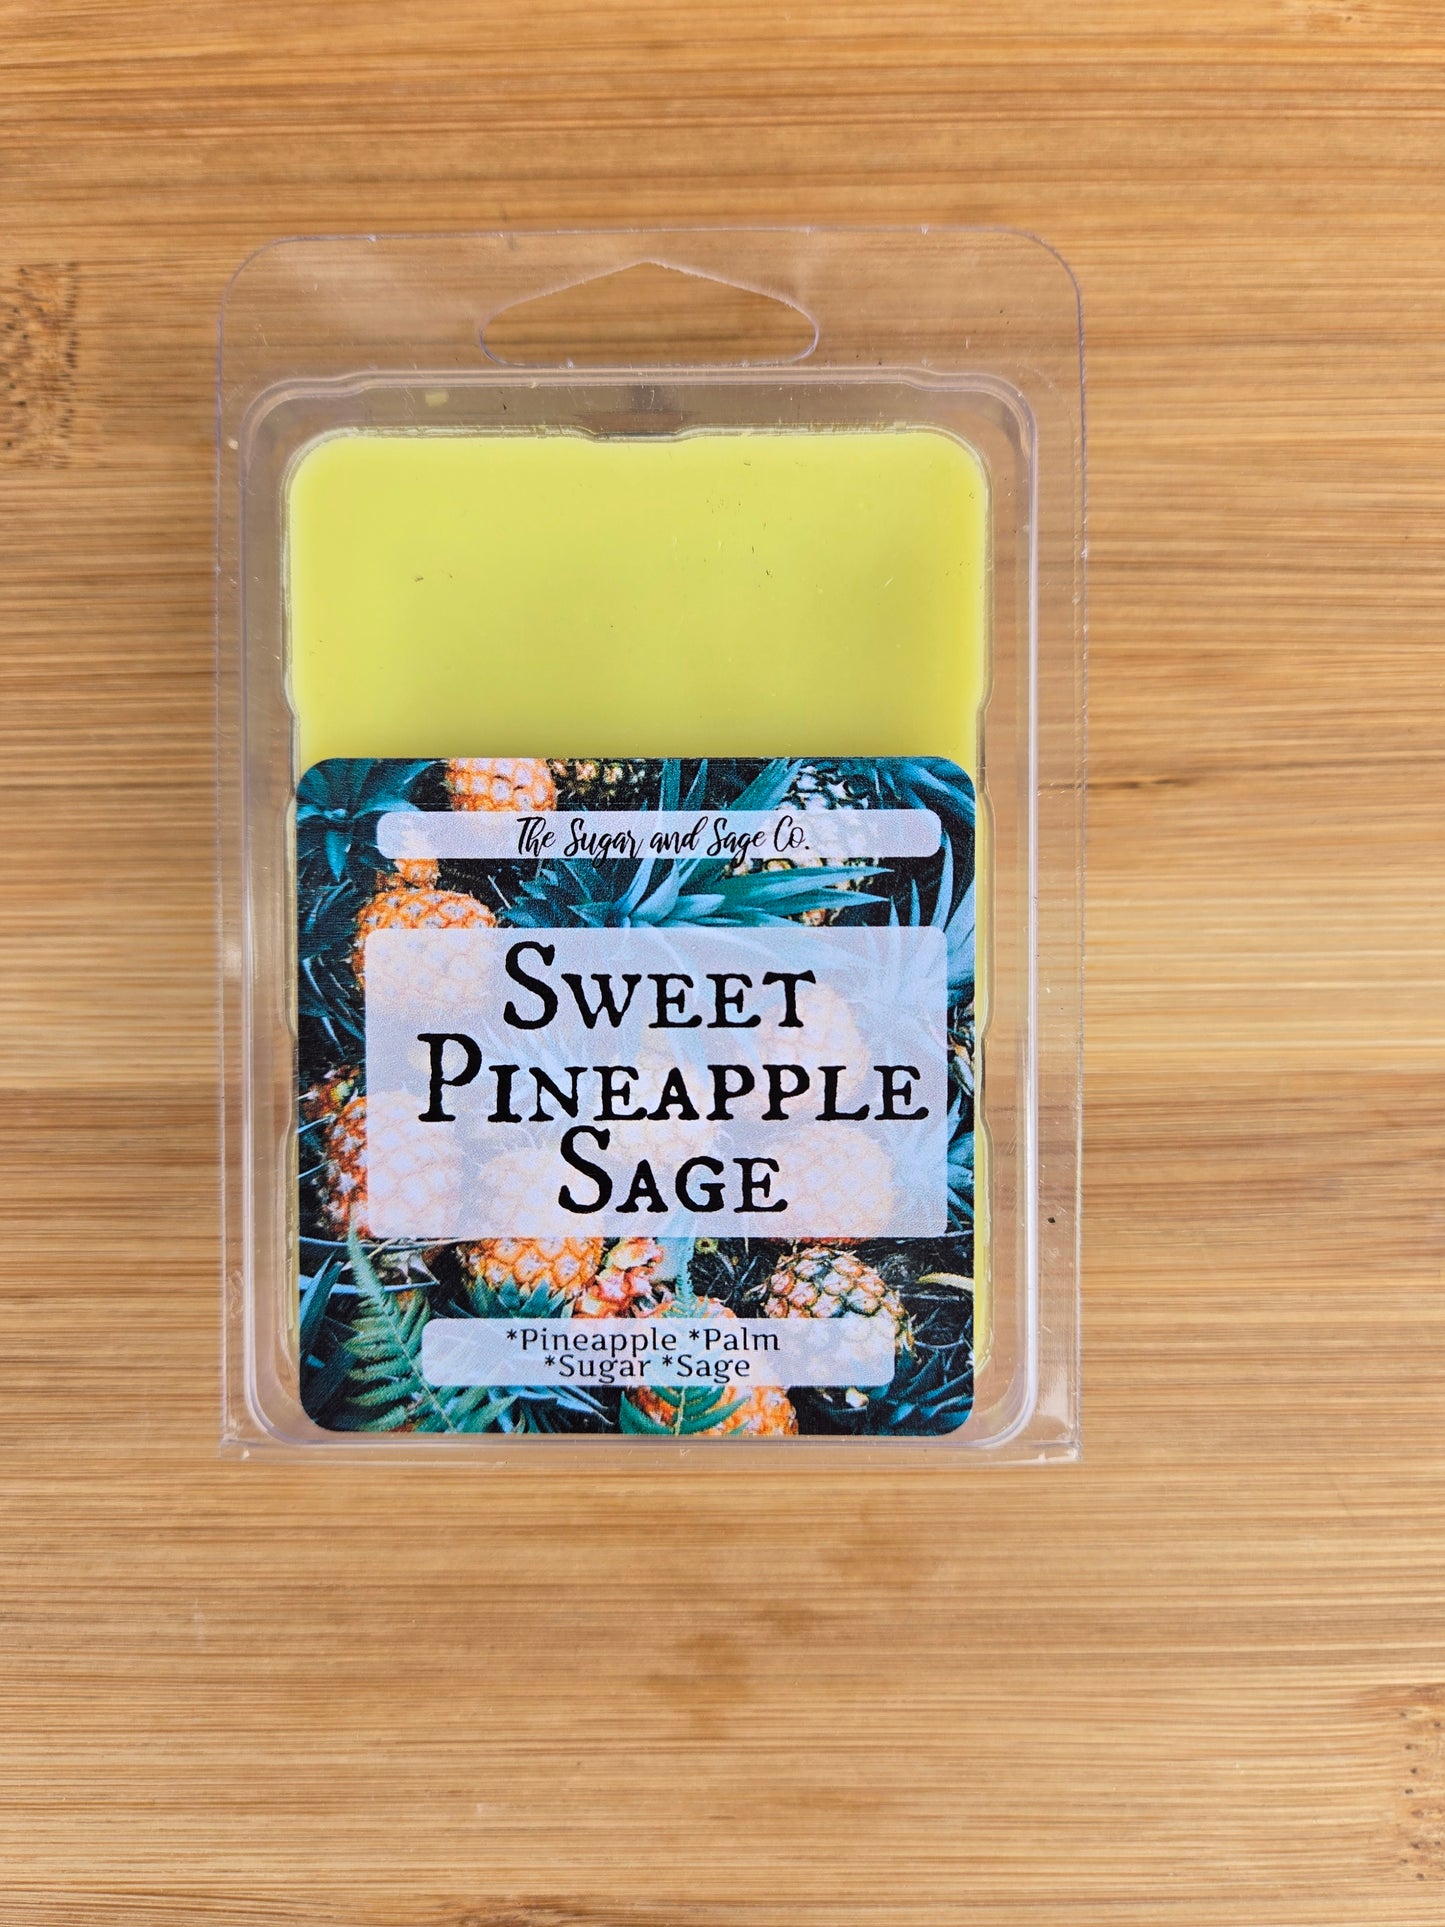 The Sugar and Sage Co.
Sweet
Pineapple
Sage
*Pineapple *Palm
*Sugar *Sage